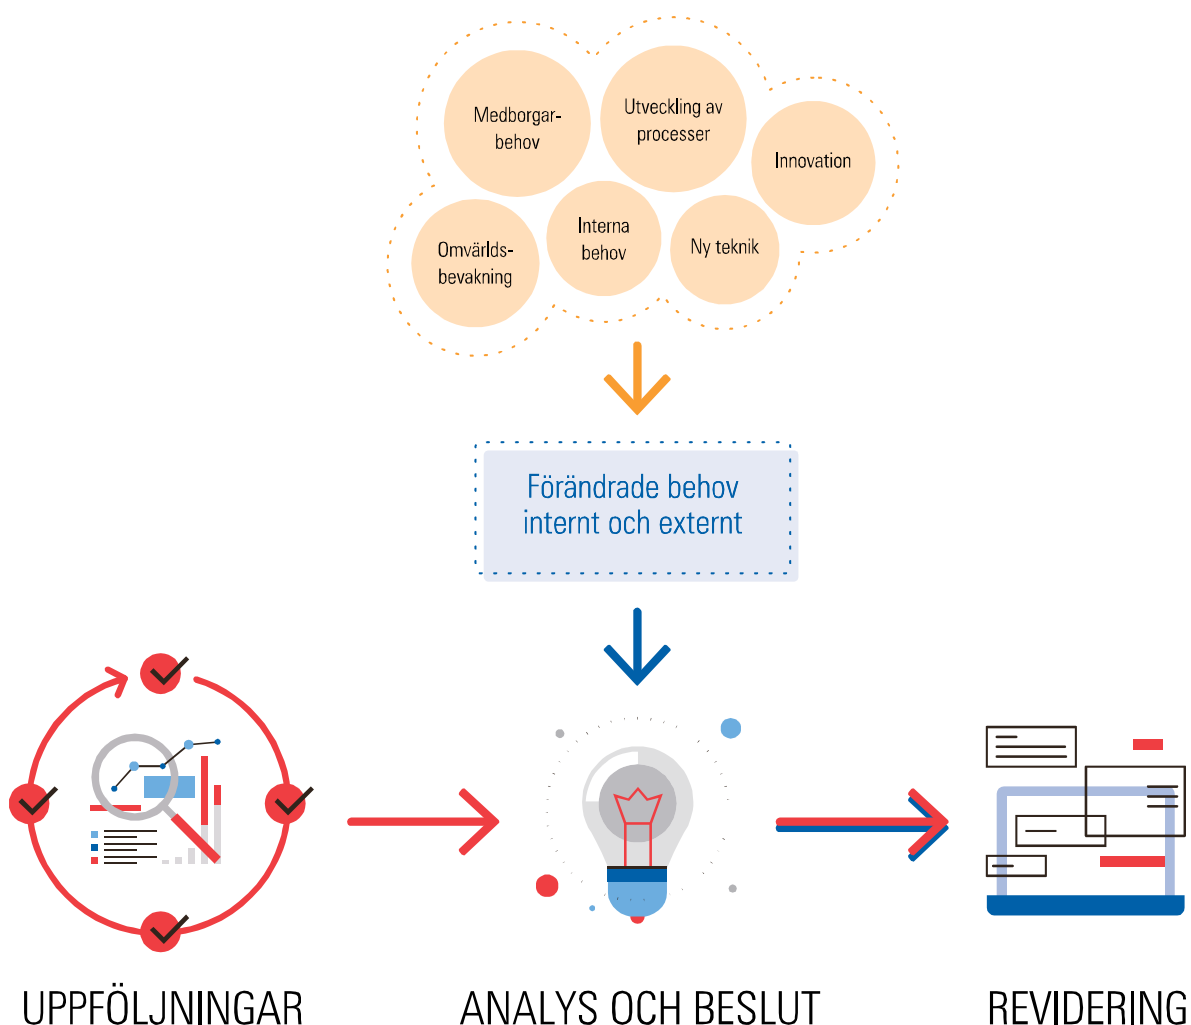 Medborgar-
behov
Utveckling av
processer
Innovation
Omvärlds-
bevakning
Interna
behov
Ny teknik
Förändrade behov
internt och externt
UPPFÖLJNINGAR
ANALYS OCH BESLUT
REVIDERING